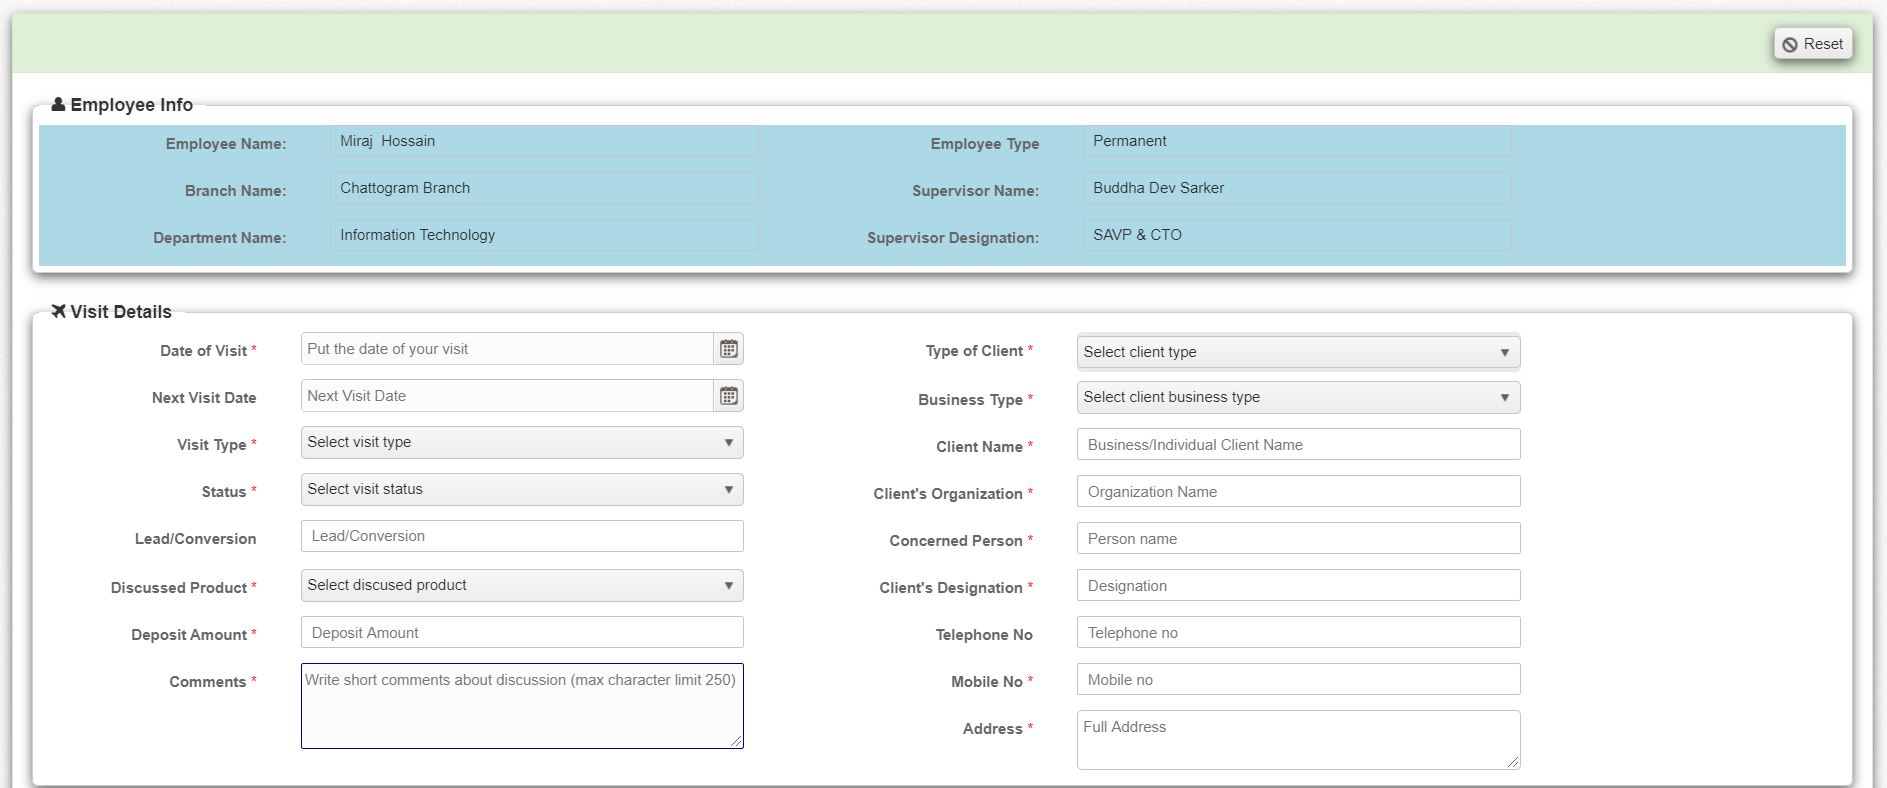 Reset
Employee Info
Employee Name: Miraj Hossain Employee Type Permanent
Branch Name: Chattogram Branch Supervisor Name: Buddha Dev Sarker
Department Name: Information Technology Supervisor Designation: SAVP & CTO
Visit Details
Date of Visit * Put the date of your visit Type of Client * Select client type
Next Visit Date Next Visit Date Business Type * Select client business type
Visit Type * Select visit type Client Name * Business/Individual Client Name
Status * Select visit status Client's Organization * Organization Name
Lead/Conversion Lead/Conversion Concerned Person * Person name
Discussed Product * Select discused product Client's Designation * Designation
Deposit Amount * Deposit Amount Telephone No Telephone no
Comments * Write short comments about discussion (max character limit 250) Mobile No * Mobile no
Address * Full Address